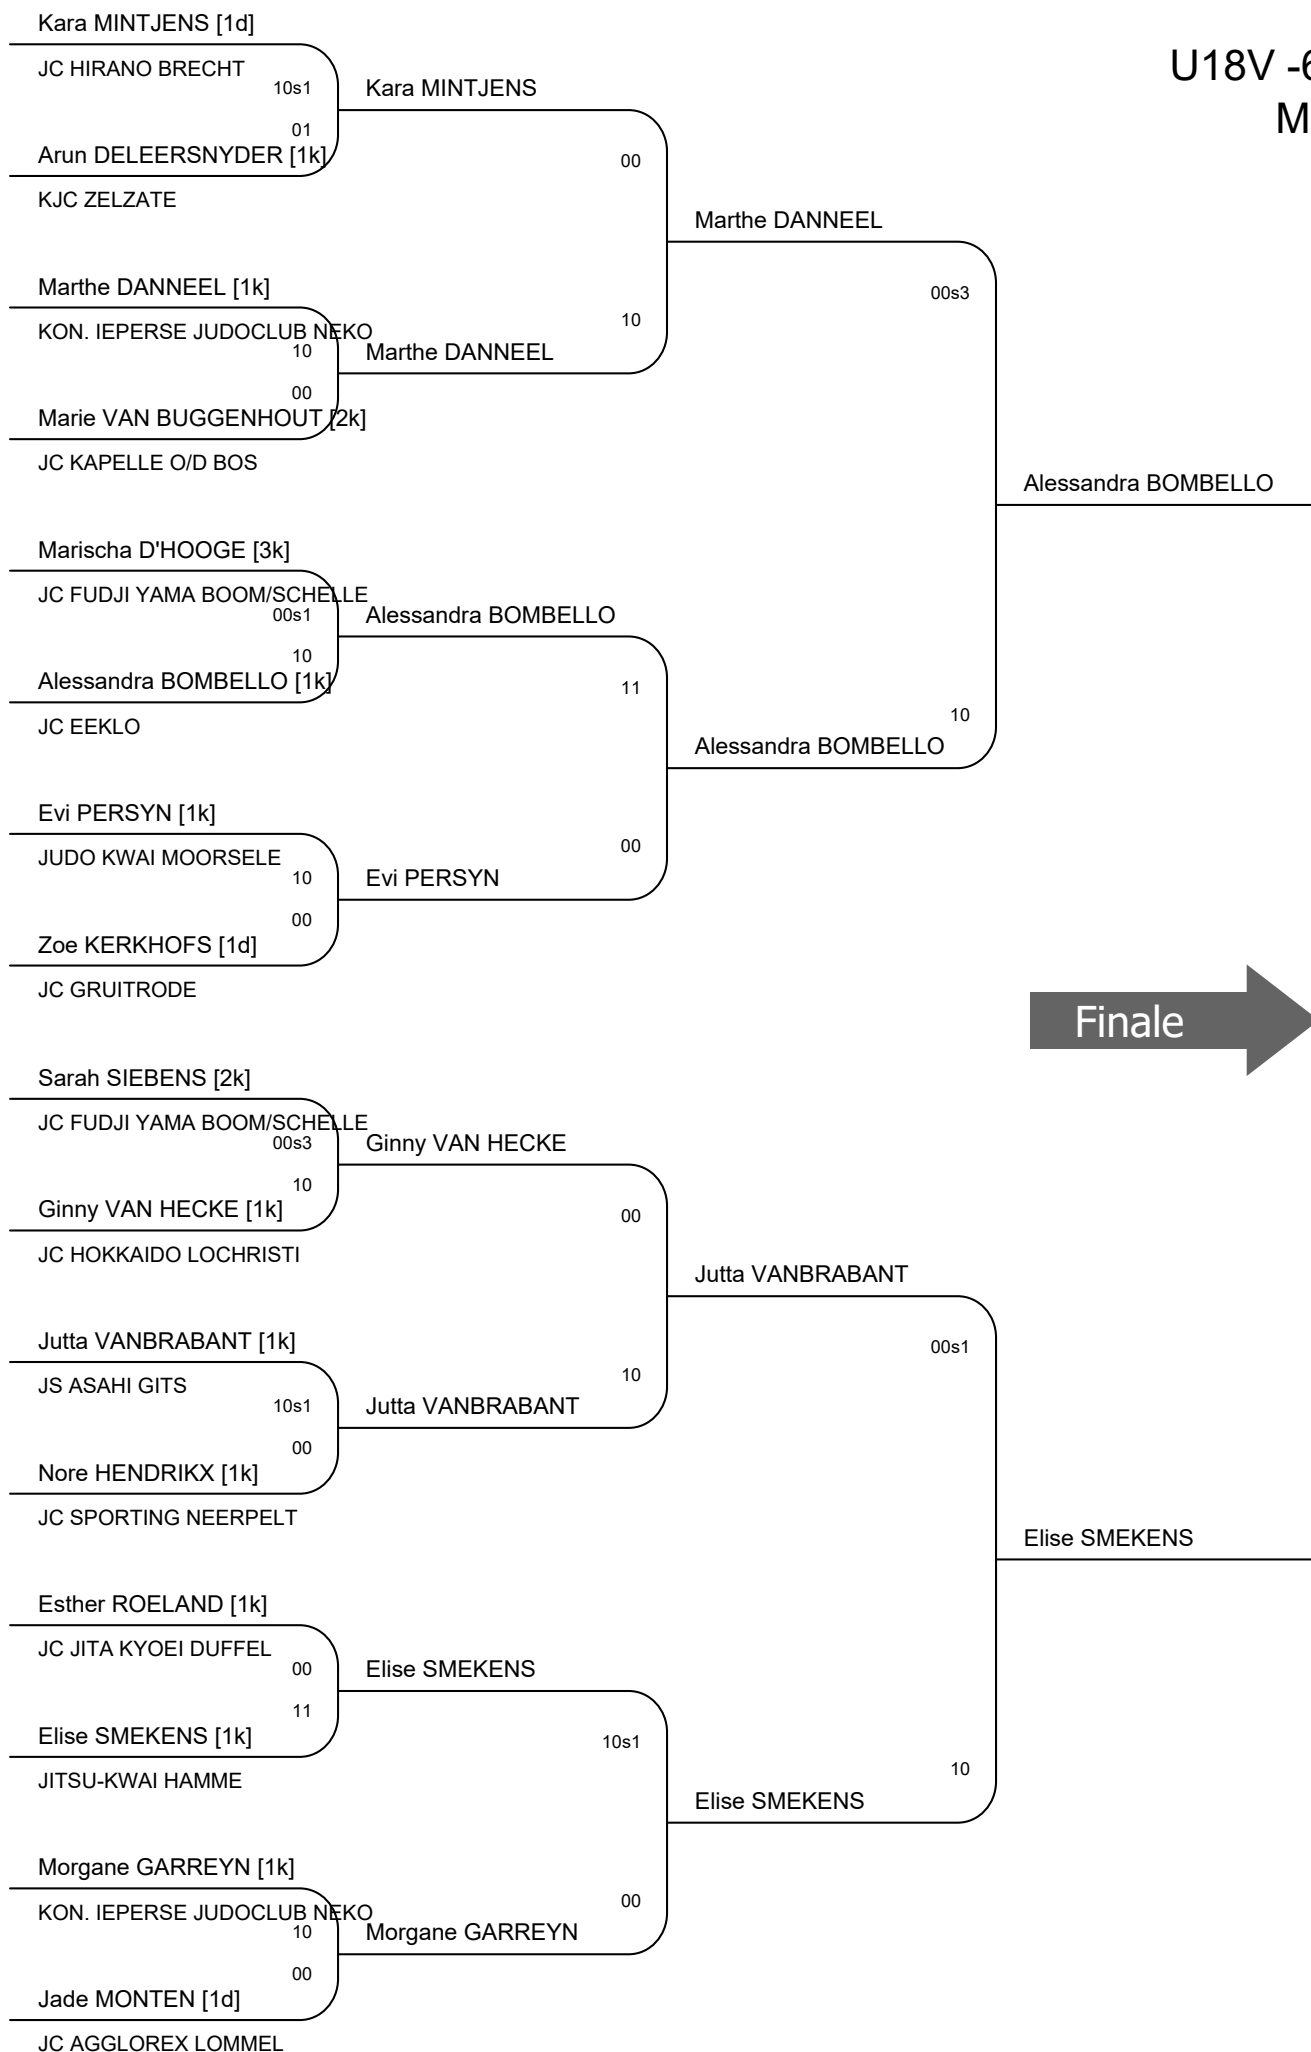 Kara MINTJENS [1d]
JC HIRANO BRECHT
10s1
01
Arun DELEERSNYDER [1k]
KJC ZELZATE
Kara MINTJENS
U18V -6
M
00
Marthe DANNEEL
Marthe DANNEEL [1k]
KON. IEPERSE JUDOCLUB NEKO
10
00
Marie VAN BUGGENHOUT [2k]
JC KAPELLE O/D BOS
Marthe DANNEEL
10
00s3
Alessandra BOMBELLO
Marischa D'HOOGE [3k]
JC FUDJI YAMA BOOM/SCHELLE
00s1
10
Alessandra BOMBELLO [1k]
JC EEKLO
Alessandra BOMBELLO
11
10
Alessandra BOMBELLO
Evi PERSYN [1k]
JUDO KWAI MOORSELE
10
00
Zoe KERKHOFS [1d]
JC GRUITRODE
Evi PERSYN
00
Finale
Sarah SIEBENS [2k]
JC FUDJI YAMA BOOM/SCHELLE
00s3
10
Ginny VAN HECKE [1k]
JC HOKKAIDO LOCHRISTI
Ginny VAN HECKE
00
Jutta VANBRABANT
Jutta VANBRABANT [1k]
JS ASAHI GITS
10s1
00
Nore HENDRIKX [1k]
JC SPORTING NEERPELT
Jutta VANBRABANT
10
00s1
Elise SMEKENS
Esther ROELAND [1k]
JC JITA KYOEI DUFFEL
00
11
Elise SMEKENS [1k]
JITSU-KWAI HAMME
Elise SMEKENS
10s1
10
Elise SMEKENS
Morgane GARREYN [1k]
KON. IEPERSE JUDOCLUB NEKO
10
00
Jade MONTEN [1d]
JC AGGLOREX LOMMEL
Morgane GARREYN
00